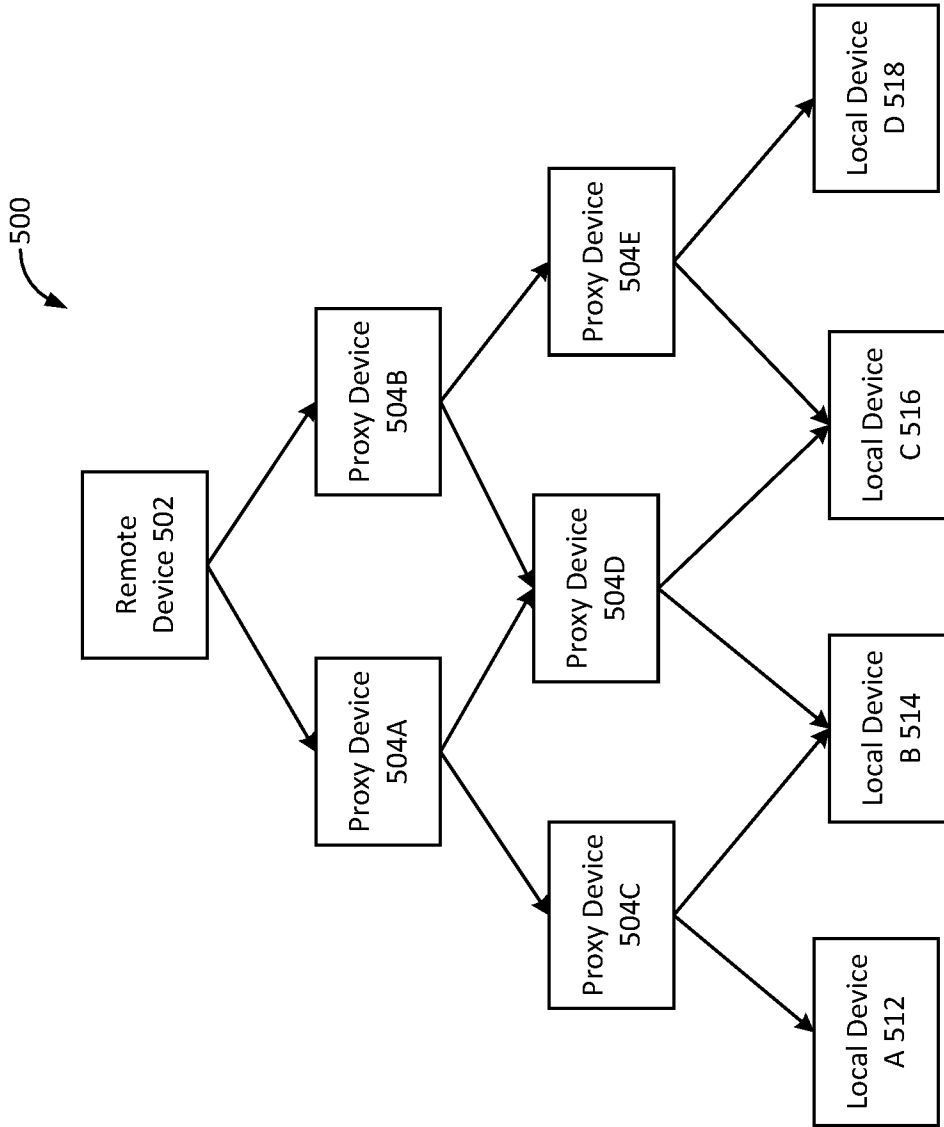 500
Remote
Device 502
Proxy Device
504A
Proxy Device
504B
Proxy Device
504C
Proxy Device
504D
Proxy Device
504E
Local Device
A 512
Local Device
B 514
Local Device
C 516
Local Device
D 518